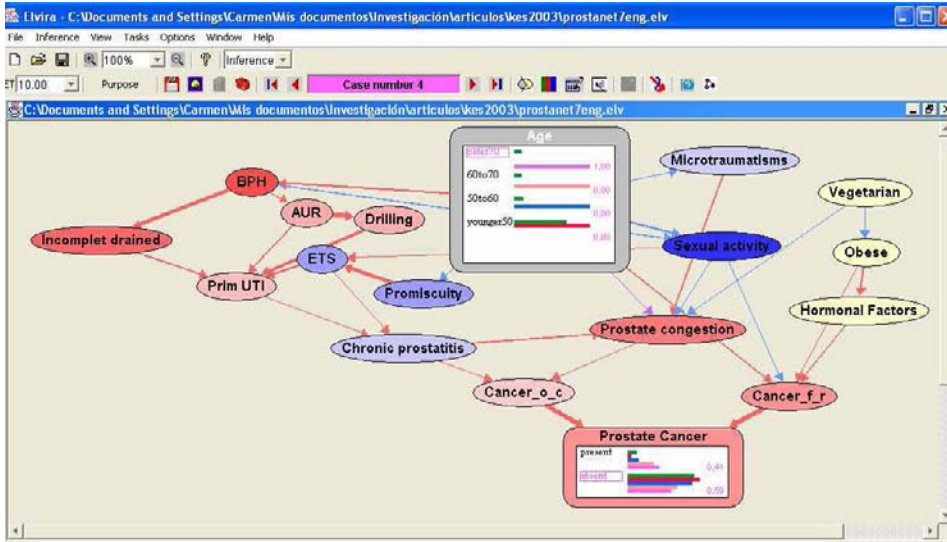 Elvira - C:\Documents and Settings\Carmen\Mis documentos\Investigación\articulos\kes2003\prostanet7eng.elv
File Inference View Tasks Options Window Help
100% Inference
10.00 Purpose Case number 4
C:\Documents and Settings\Carmen\Mis documentos\Investigación\articulos\kes2003\prostanet7eng.elv
Age
1,00
60to70
0,00
50to60
0,00
younger50
0,00
Microtraumatisms
BPH
Vegetarian
AUR
Drilling
Incomplet drained
Sexual activity
Obese
ETS
Prim UTI
Promiscuity
Hormonal Factors
Prostate congestion
Chronic prostatitis
Cancer_o_c
Cancer_f_r
Prostate Cancer
present
0,41
absent
0,59